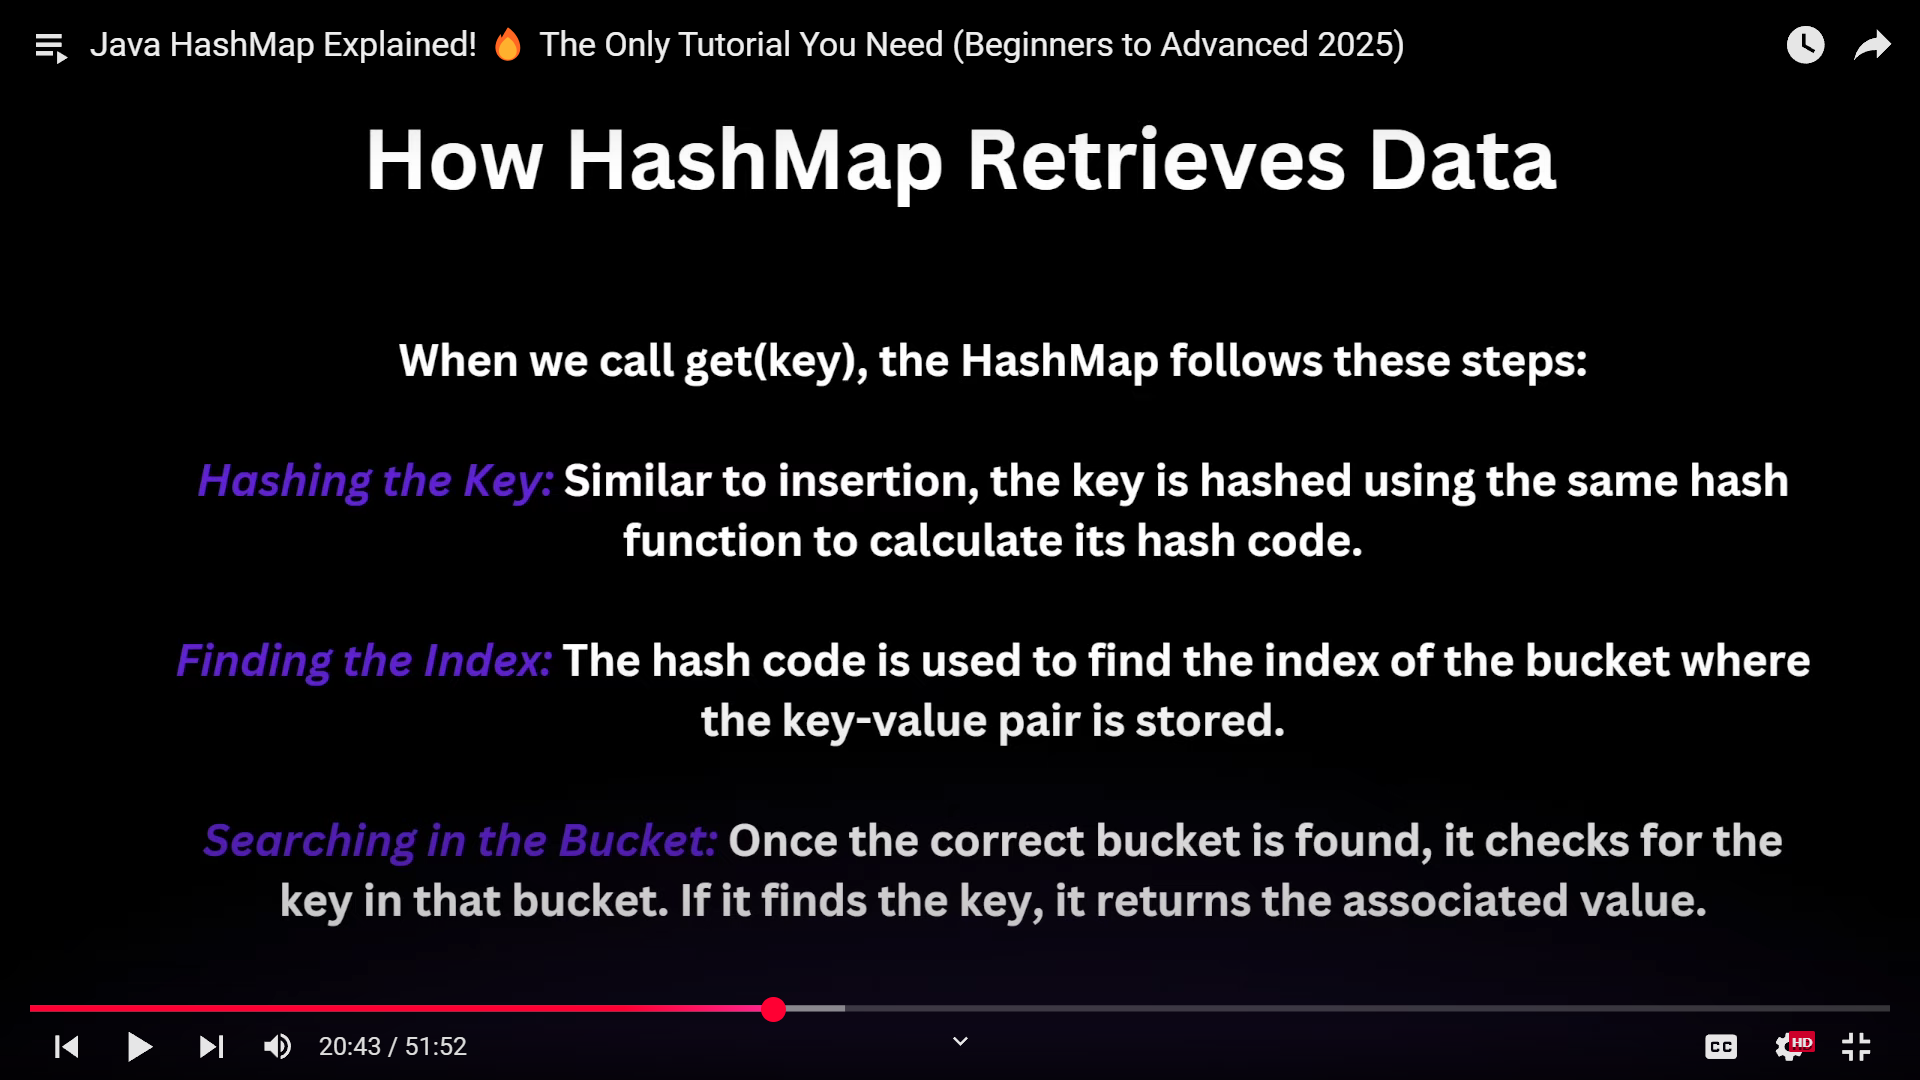 Java HashMap Explained! 🔥 The Only Tutorial You Need (Beginners to Advanced 2025)
How HashMap Retrieves Data
When we call get(key), the HashMap follows these steps:
Hashing the Key: Similar to insertion, the key is hashed using the same hash
function to calculate its hash code.
Finding the Index: The hash code is used to find the index of the bucket where
the key-value pair is stored.
Searching in the Bucket: Once the correct bucket is found, it checks for the
key in that bucket. If it finds the key, it returns the associated value.
20:43 / 51:52
CC
HD